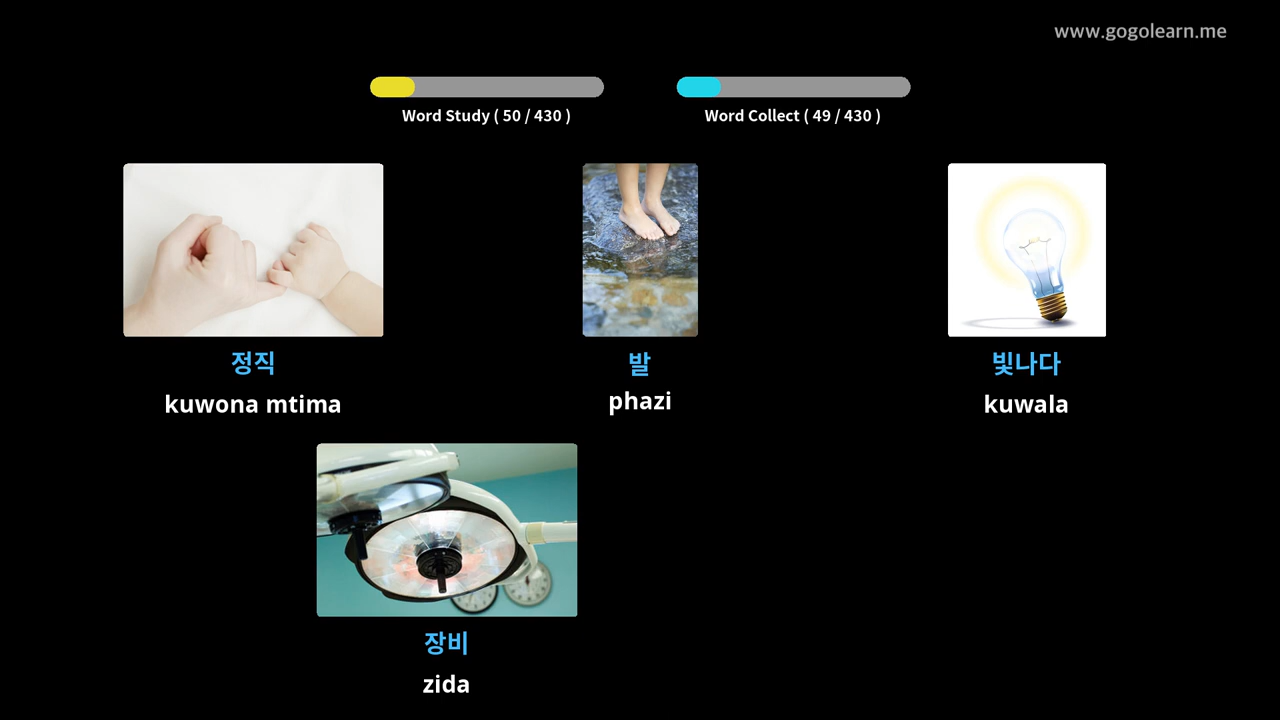 www.gogolearn.me
Word Study ( 50 / 430 )
Word Collect ( 49 / 430 )
정직
kuwona mtima
발
phazi
빛나다
kuwala
장비
zida